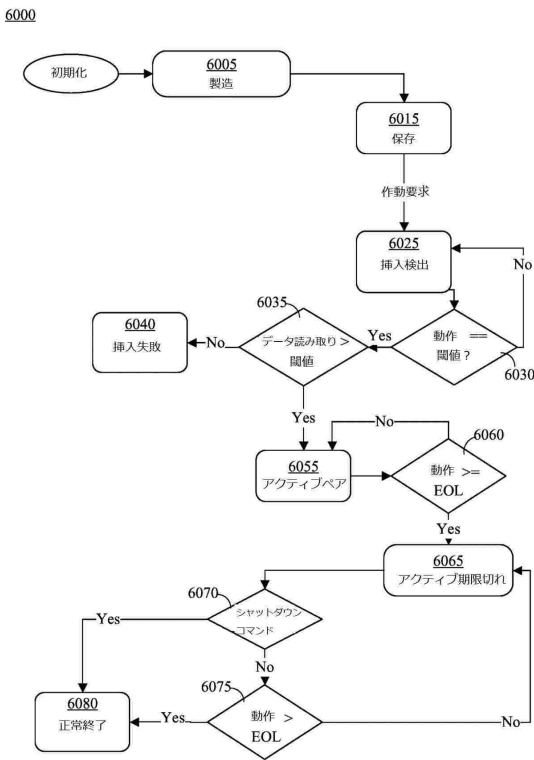 6000
初期化
6005
製造
6015
保存
作動要求
6025
挿入検出
No
6035
6040
挿入失敗
No
データ読み取り >
閾値
Yes
動作 ==
閾値?
6030
Yes
No
6060
6055
アクティブペア
動作 >=
EOL
Yes
6065
アクティブ期限切れ
6070
シャットダウン
コマンド
Yes
No
6075
6080
正常終了
Yes
動作 >
EOL
No